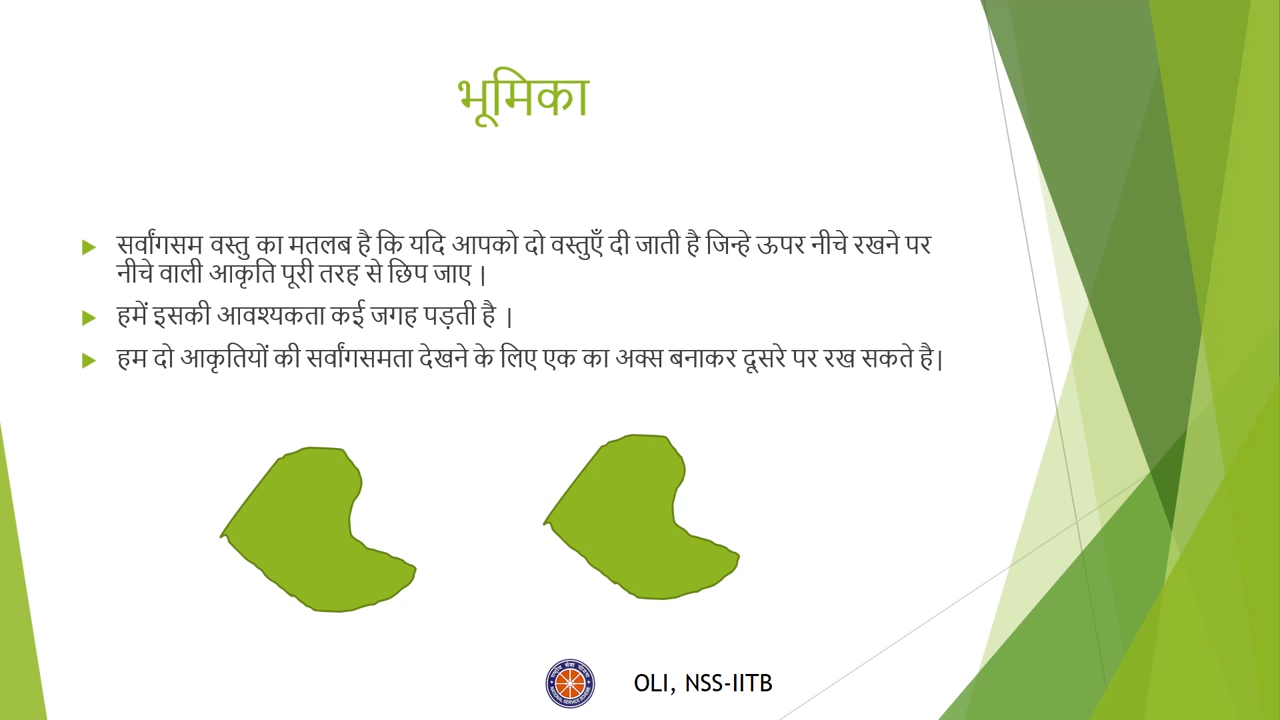 भूमिका
सर्वांगसम वस्तु का मतलब है कि यदि आपको दो वस्तुएँ दी जाती है जिन्हे ऊपर नीचे रखने पर
नीचे वाली आकृति पूरी तरह से छिप जाए |
हमें इसकी आवश्यकता कई जगह पड़ती है |
हम दो आकृतियों की सर्वांगसमता देखने के लिए एक का अक्स बनाकर दूसरे पर रख सकते है|
OLI, NSS-IITB